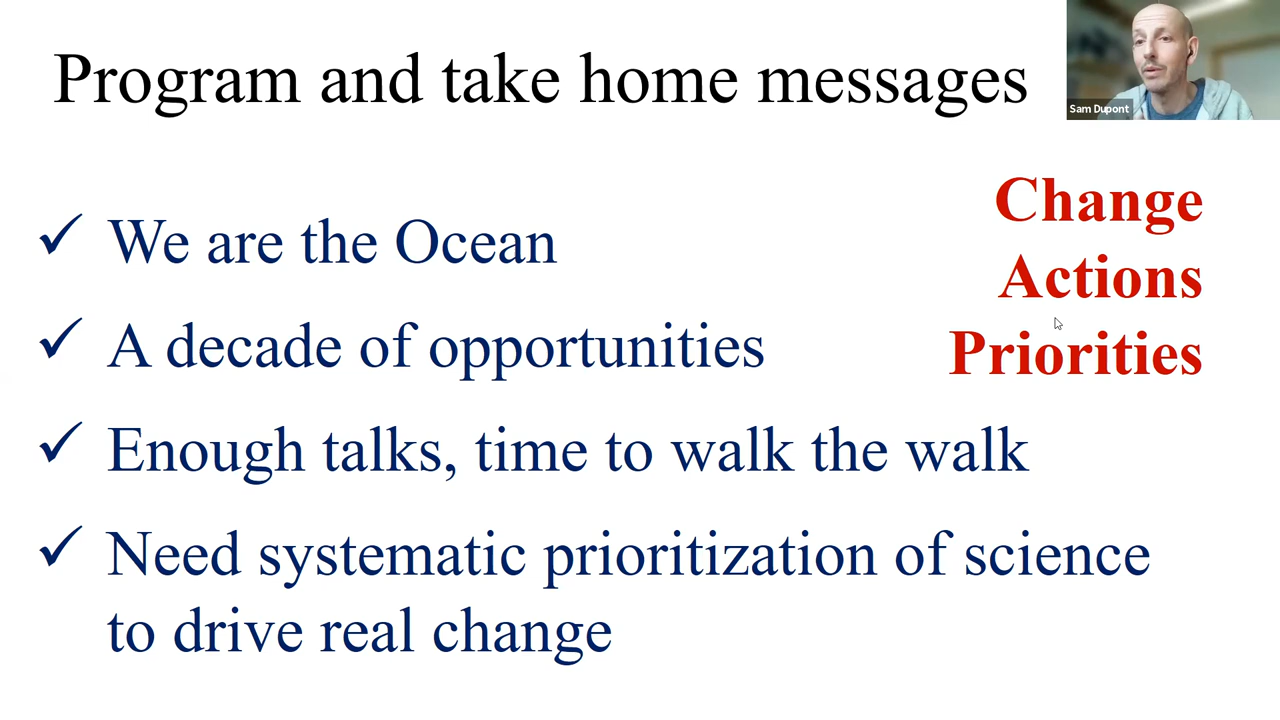 Program and take home messages
Sam Dupont
Change
Actions
Priorities
We are the Ocean
A decade of opportunities
Enough talks, time to walk the walk
Need systematic prioritization of science
to drive real change